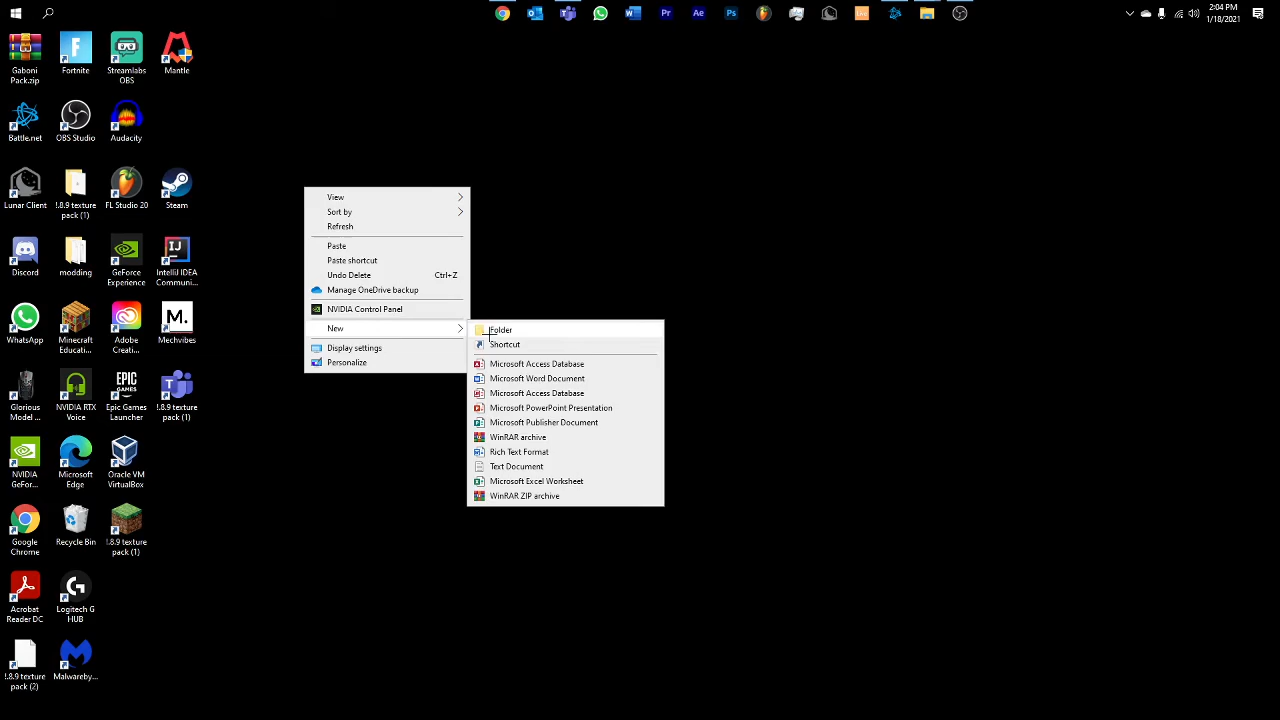 2:04 PM
1/18/2021
Gaboni
Pack.zip
Fortnite
Streamlabs
OBS
Mantle
Battle.net
OBS Studio
Audacity
Lunar Client
!.8.9 texture
pack (1)
FL Studio 20
Steam
Discord
modding
GeForce
Experience
IntelliJ IDEA
Communi...
WhatsApp
Minecraft
Educati...
Adobe
Creati...
Mechvibes
Glorious
Model ...
NVIDIA RTX
Voice
Epic Games
Launcher
!.8.9 texture
pack (1)
NVIDIA
GeFor...
Microsoft
Edge
Oracle VM
VirtualBox
Google
Chrome
Recycle Bin
!.8.9 texture
pack (1)
Acrobat
Reader DC
Logitech G
HUB
!.8.9 texture
pack (2)
Malwareby...
View
Sort by
Refresh
Paste
Paste shortcut
Undo Delete Ctrl+Z
Manage OneDrive backup
NVIDIA Control Panel
New
Display settings
Personalize
Folder
Shortcut
Microsoft Access Database
Microsoft Word Document
Microsoft Access Database
Microsoft PowerPoint Presentation
Microsoft Publisher Document
WinRAR archive
Rich Text Format
Text Document
Microsoft Excel Worksheet
WinRAR ZIP archive